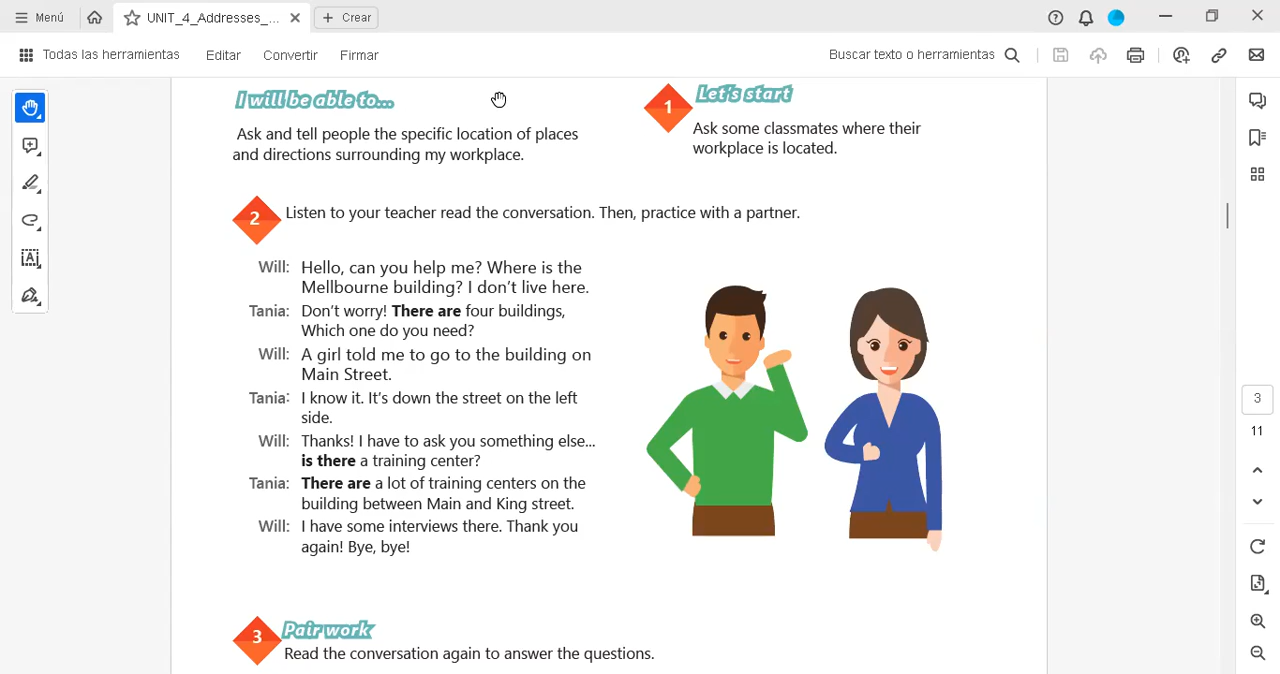 Menú
UNIT_4_Addresses_...
Crear
Todas las herramientas
Editar
Convertir
Firmar
Buscar texto o herramientas
I will be able to...
Ask and tell people the specific location of places
and directions surrounding my workplace.
1
Let's start
Ask some classmates where their
workplace is located.
2
Listen to your teacher read the conversation. Then, practice with a partner.
Will: Hello, can you help me? Where is the
Mellbourne building? I don't live here.
Tania: Don't worry! There are four buildings,
Which one do you need?
Will: A girl told me to go to the building on
Main Street.
Tania: I know it. It's down the street on the left
side.
Will: Thanks! I have to ask you something else...
is there a training center?
Tania: There are a lot of training centers on the
building between Main and King street.
Will: I have some interviews there. Thank you
again! Bye, bye!
3
Pair work
Read the conversation again to answer the questions.
3
11